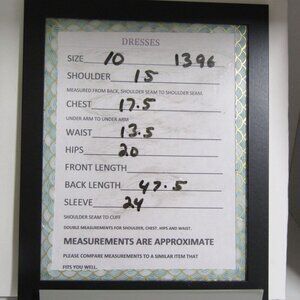 DRESSES
SIZE 10 1396
SHOULDER 15
MEASURED FROM BACK, SHOULDER SEAM TO SHOULDER SEAM.
CHEST 17.5
UNDER ARM TO UNDER ARM
WAIST 13.5
HIPS 20
FRONT LENGTH
BACK LENGTH 47.5
SLEEVE 24
SHOULDER SEAM TO CUFF
DOUBLE MEASUREMENTS FOR SHOULDER, CHEST, HIPS AND WAIST.
MEASUREMENTS ARE APPROXIMATE
PLEASE COMPARE MEASUREMENTS TO A SIMILAR ITEM THAT
FITS YOU WELL.